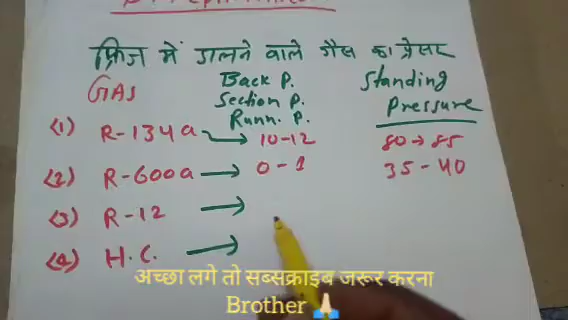 फ्रिज में डालने वाले गैस का प्रेसर
GAS Back P. Standing
Section P. Pressure
Runn. P.
(1) R-134a → 10-12 80→85
(2) R-600a → 0-1 35-40
(3) R-12 →
(4) H.C. →
अच्छा लगे तो सब्सक्राइब जरूर करना
Brother 🙏🏻